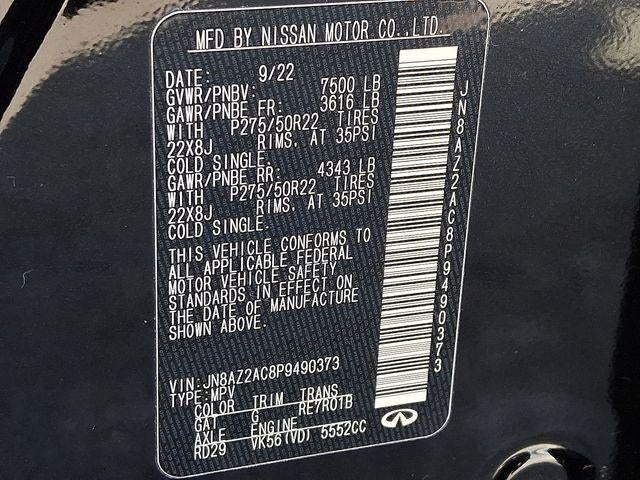 MFD BY NISSAN MOTOR CO.,LTD.
DATE: 9/22
GVWR/PNBV: 7500 LB
GAWR/PNBE FR: 3616 LB
WITH P275/50R22 TIRES
22X8J RIMS, AT 35PSI
COLD SINGLE.
GAWR/PNBE RR: 4343 LB
WITH P275/50R22 TIRES
22X8J RIMS, AT 35PSI
COLD SINGLE.
THIS VEHICLE CONFORMS TO
ALL APPLICABLE FEDERAL
MOTOR VEHICLE SAFETY
STANDARDS IN EFFECT ON
THE DATE OF MANUFACTURE
SHOWN ABOVE.
VIN:JN8AZ2AC8P9490373
TYPE:MPV
COLOR TRIM TRANS
GAT G RE7R01B
AXLE ENGINE
RD29 VK56(VD) 5552CC
JN8AZ2AC8P9490373